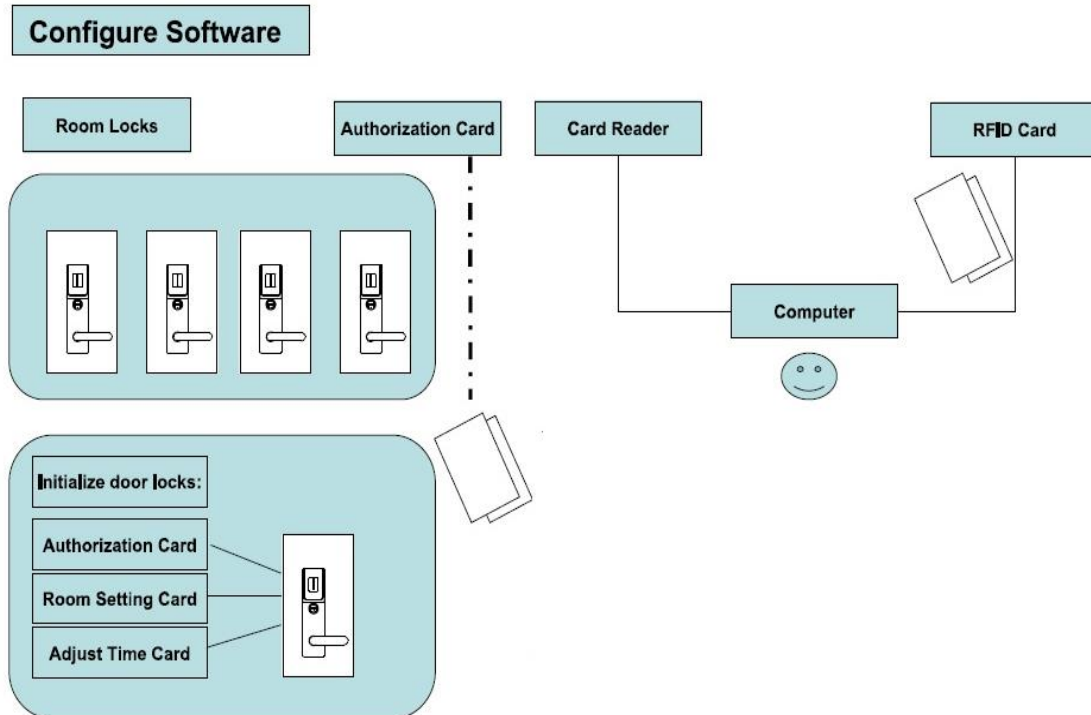 Configure Software
Room Locks
Authorization Card
Card Reader
RFID Card
Computer
Initialize door locks:
Authorization Card
Room Setting Card
Adjust Time Card